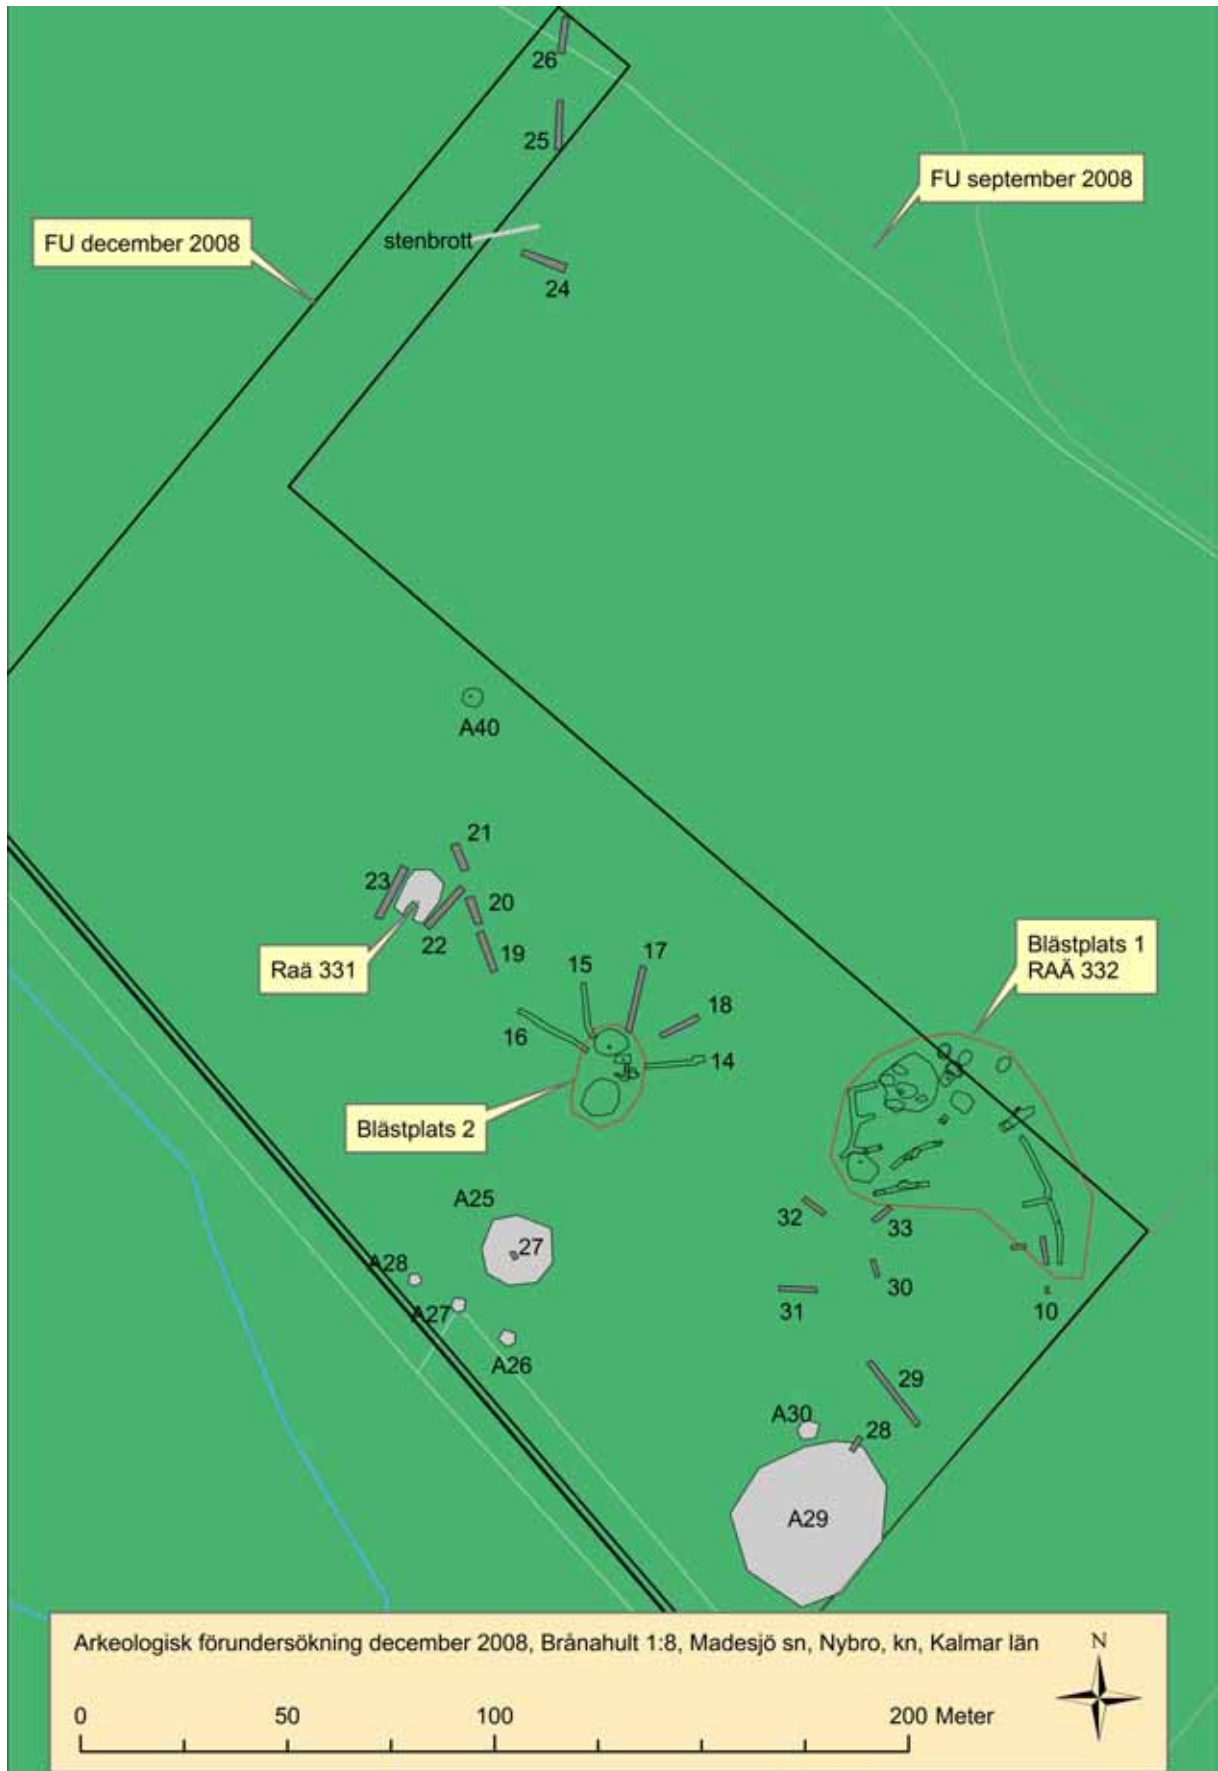 26
25
FU september 2008
FU december 2008
stenbrott
24
A40
21
23
20
22
19
Raä 331
17
15
18
16
14
Blästplats 1
RAÄ 332
Blästplats 2
A25
32
33
27
A28
30
A27
31
10
A26
29
A30
28
A29
Arkeologisk förundersökning december 2008, Brånahult 1:8, Madesjö sn, Nybro, kn, Kalmar län
N
0 50 100 200 Meter